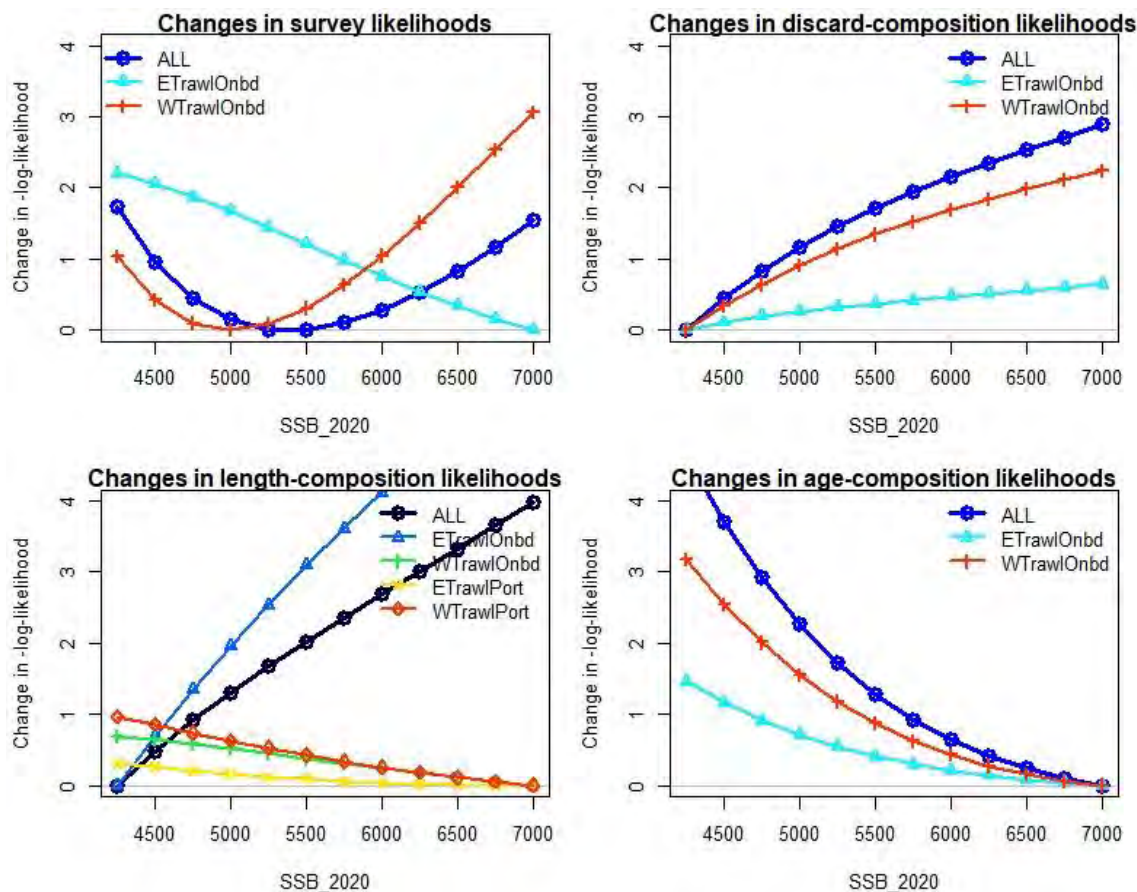 Changes in survey likelihoods
Change in -log-likelihood
4
3
2
1
0
ALL
ETrawlOnbd
WTrawlOnbd
4500 5000 5500 6000 6500 7000
SSB_2020
Changes in discard-composition likelihoods
Change in -log-likelihood
4
3
2
1
0
ALL
ETrawlOnbd
WTrawlOnbd
4500 5000 5500 6000 6500 7000
SSB_2020
Changes in length-composition likelihoods
Change in -log-likelihood
4
3
2
1
0
ALL
ETrawlOnbd
WTrawlOnbd
ETrawlPort
WTrawlPort
4500 5000 5500 6000 6500 7000
SSB_2020
Changes in age-composition likelihoods
Change in -log-likelihood
4
3
2
1
0
ALL
ETrawlOnbd
WTrawlOnbd
4500 5000 5500 6000 6500 7000
SSB_2020